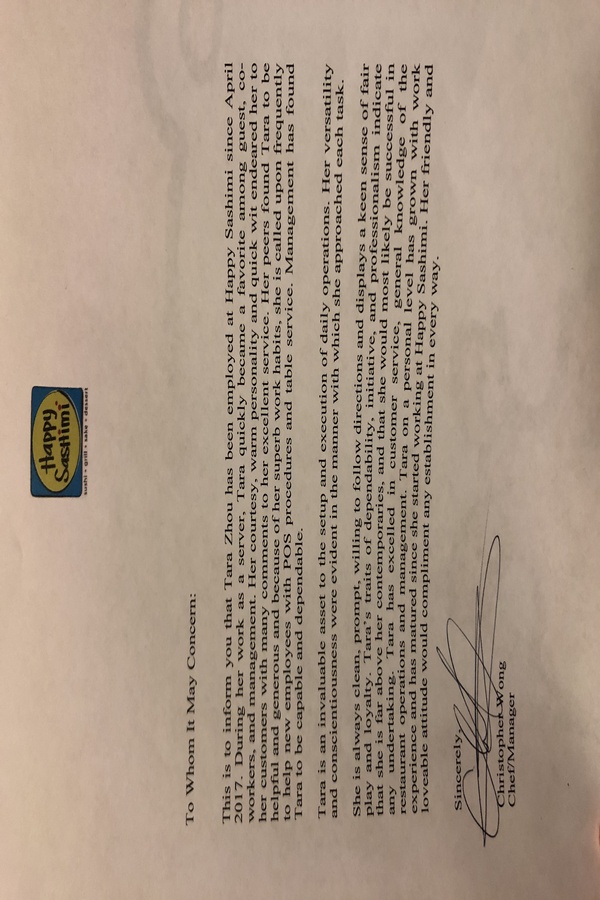 Happy
Sashimi
sushi • grill • sake • dessert
To Whom It May Concern:
This is to inform you that Tara Zhou has been employed at Happy Sashimi since April
2017. During her work as a server, Tara quickly became a favorite among guest, co-
workers, and management. Her courtesy, warm personality and quick wit endeared her to
her customers with many comments to her excellent service. Her peers found Tara to be
helpful and generous and because of her superb work habits, she is called upon frequently
to help new employees with POS procedures and table service. Management has found
Tara to be capable and dependable.
Tara is an invaluable asset to the setup and execution of daily operations. Her versatility
and conscientiousness were evident in the manner with which she approached each task.
She is always clean, prompt, willing to follow directions and displays a keen sense of fair
play and loyalty. Tara's traits of dependability, initiative, and professionalism indicate
that she is far above her contemporaries, and that she would most likely be successful in
any undertaking. Tara has excelled in customer service, general knowledge of the
restaurant operations and management. Tara on a personal level has grown with work
experience and has matured since she started working at Happy Sashimi. Her friendly and
loveable attitude would compliment any establishment in every way.
Sincerely,
Christopher Wong
Chef/Manager